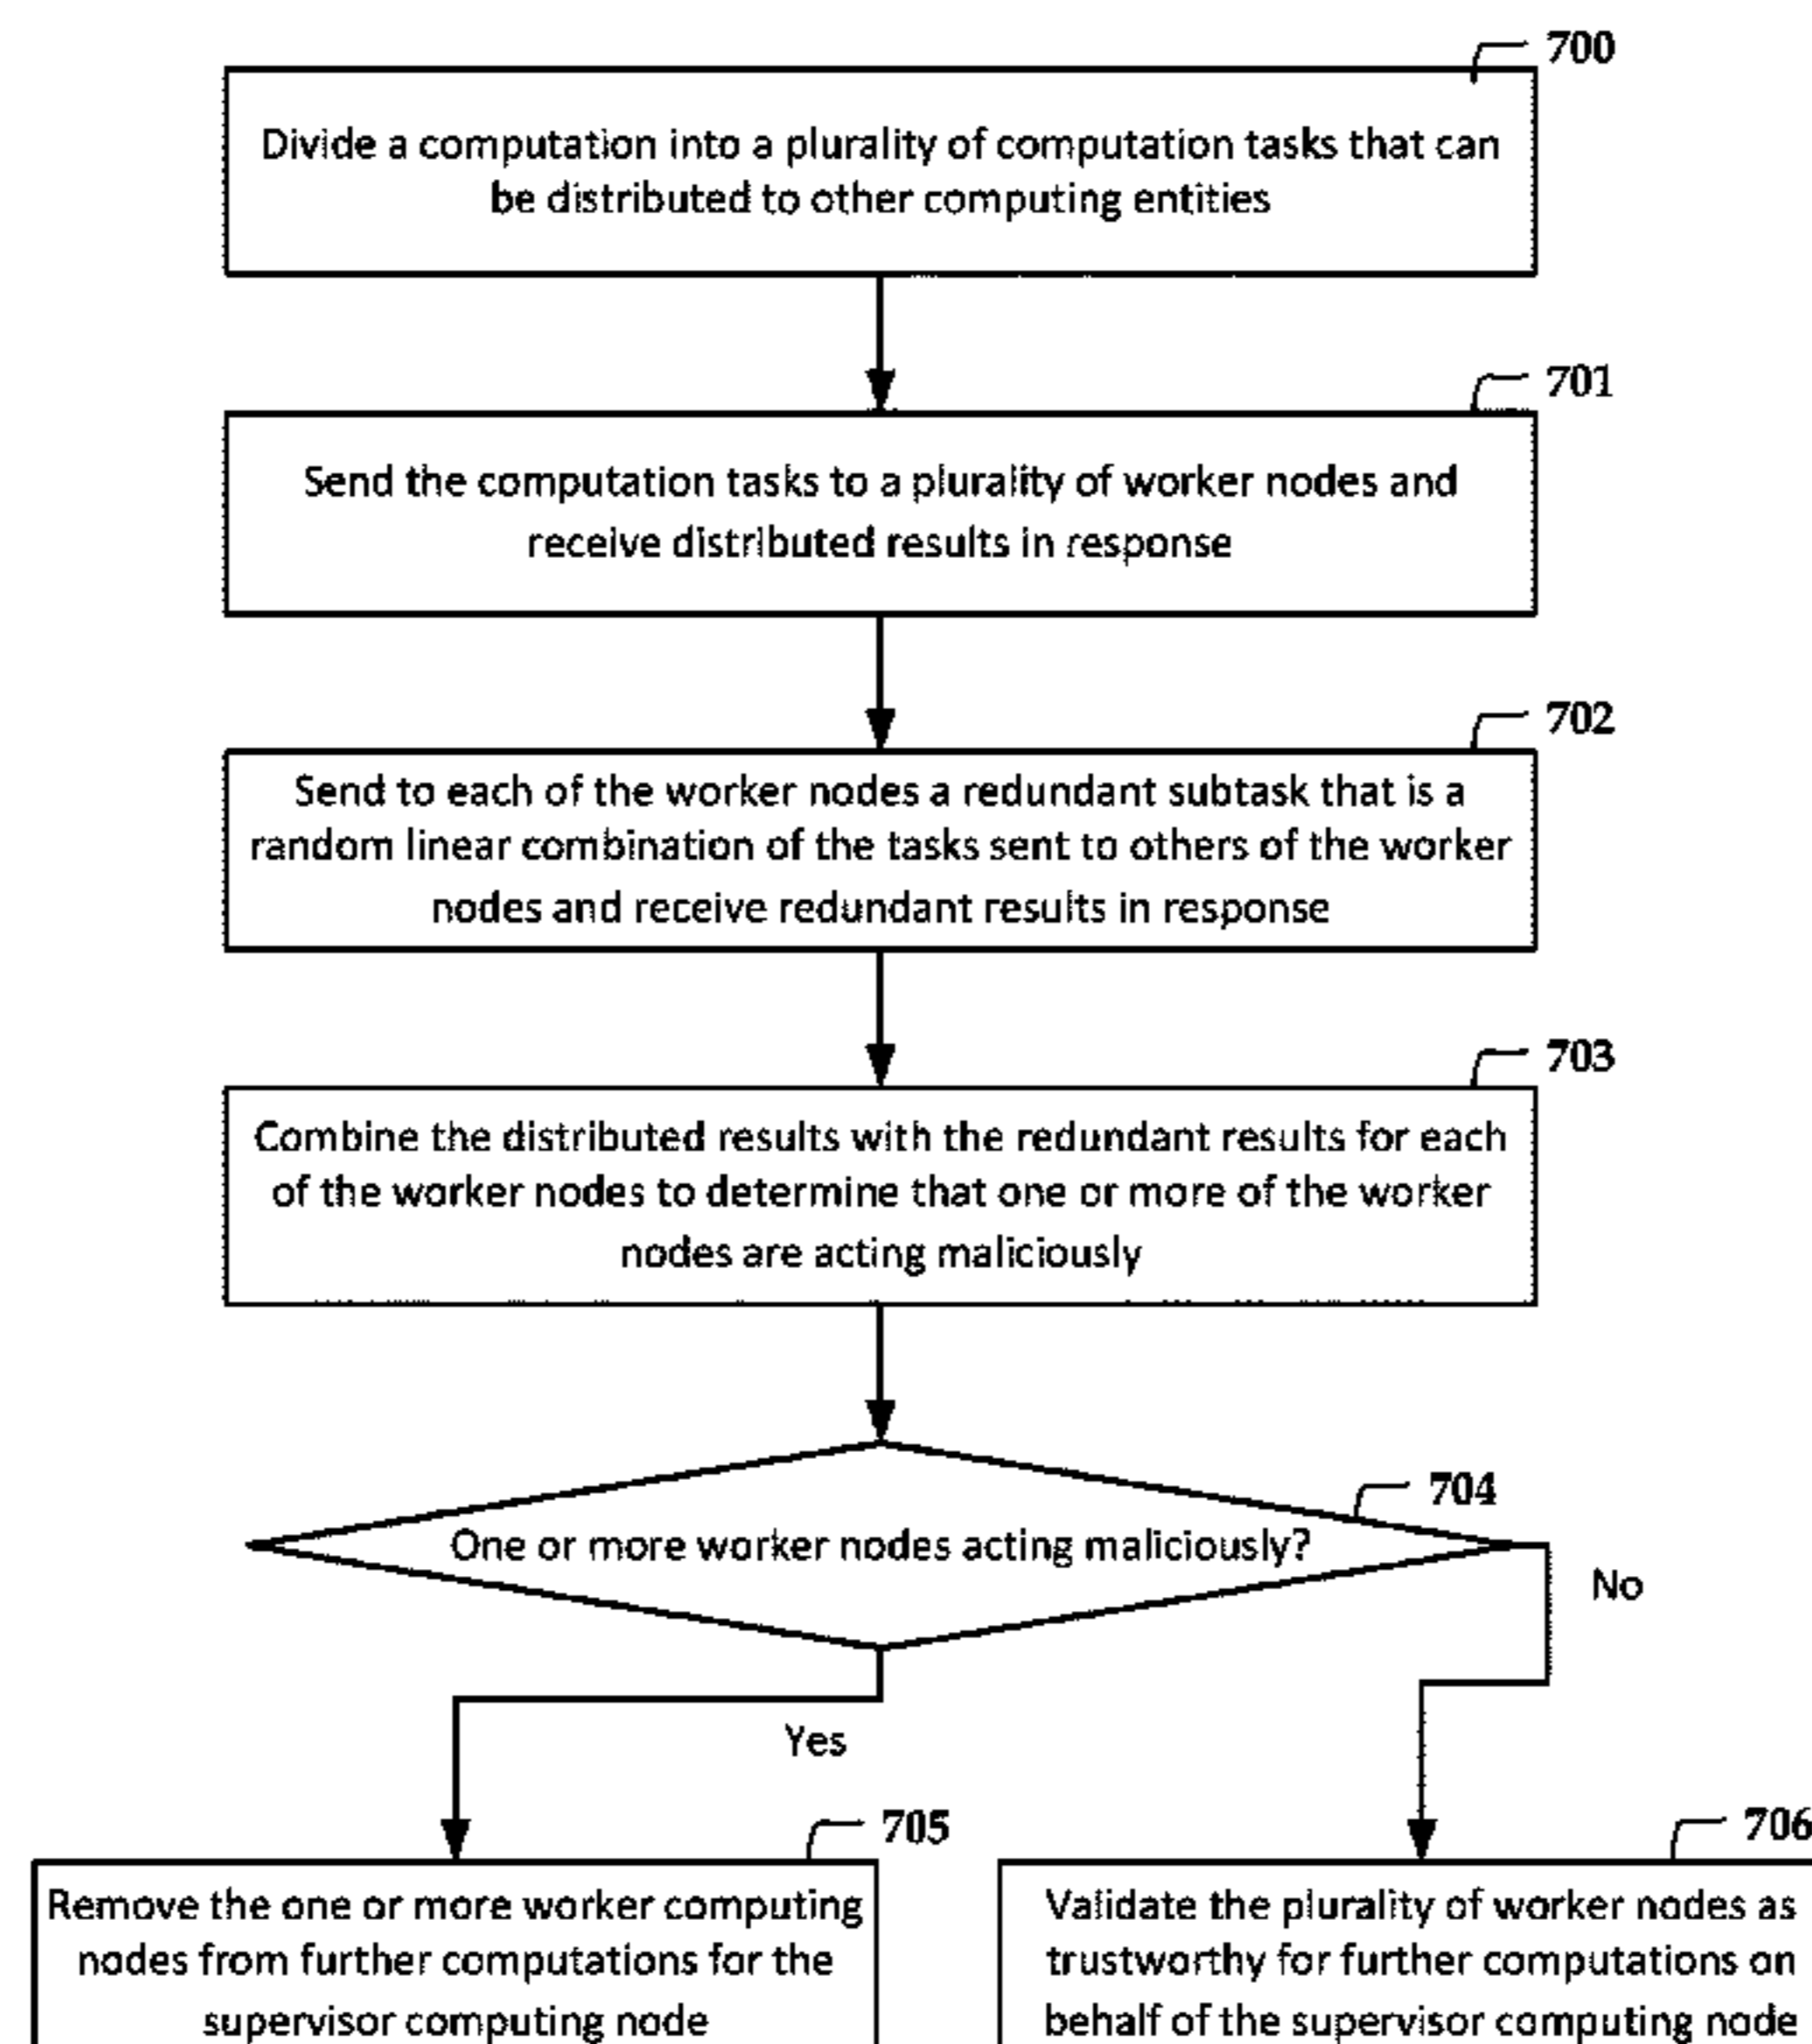 700
Divide a computation into a plurality of computation tasks that can
be distributed to other computing entities
701
Send the computation tasks to a plurality of worker nodes and
receive distributed results in response
702
Send to each of the worker nodes a redundant subtask that is a
random linear combination of the tasks sent to others of the worker
nodes and receive redundant results in response
703
Combine the distributed results with the redundant results for each
of the worker nodes to determine that one or more of the worker
nodes are acting maliciously
704
One or more worker nodes acting maliciously?
No
Yes
705
Remove the one or more worker computing
nodes from further computations for the
supervisor computing node
706
Validate the plurality of worker nodes as
trustworthy for further computations on
behalf of the supervisor computing node